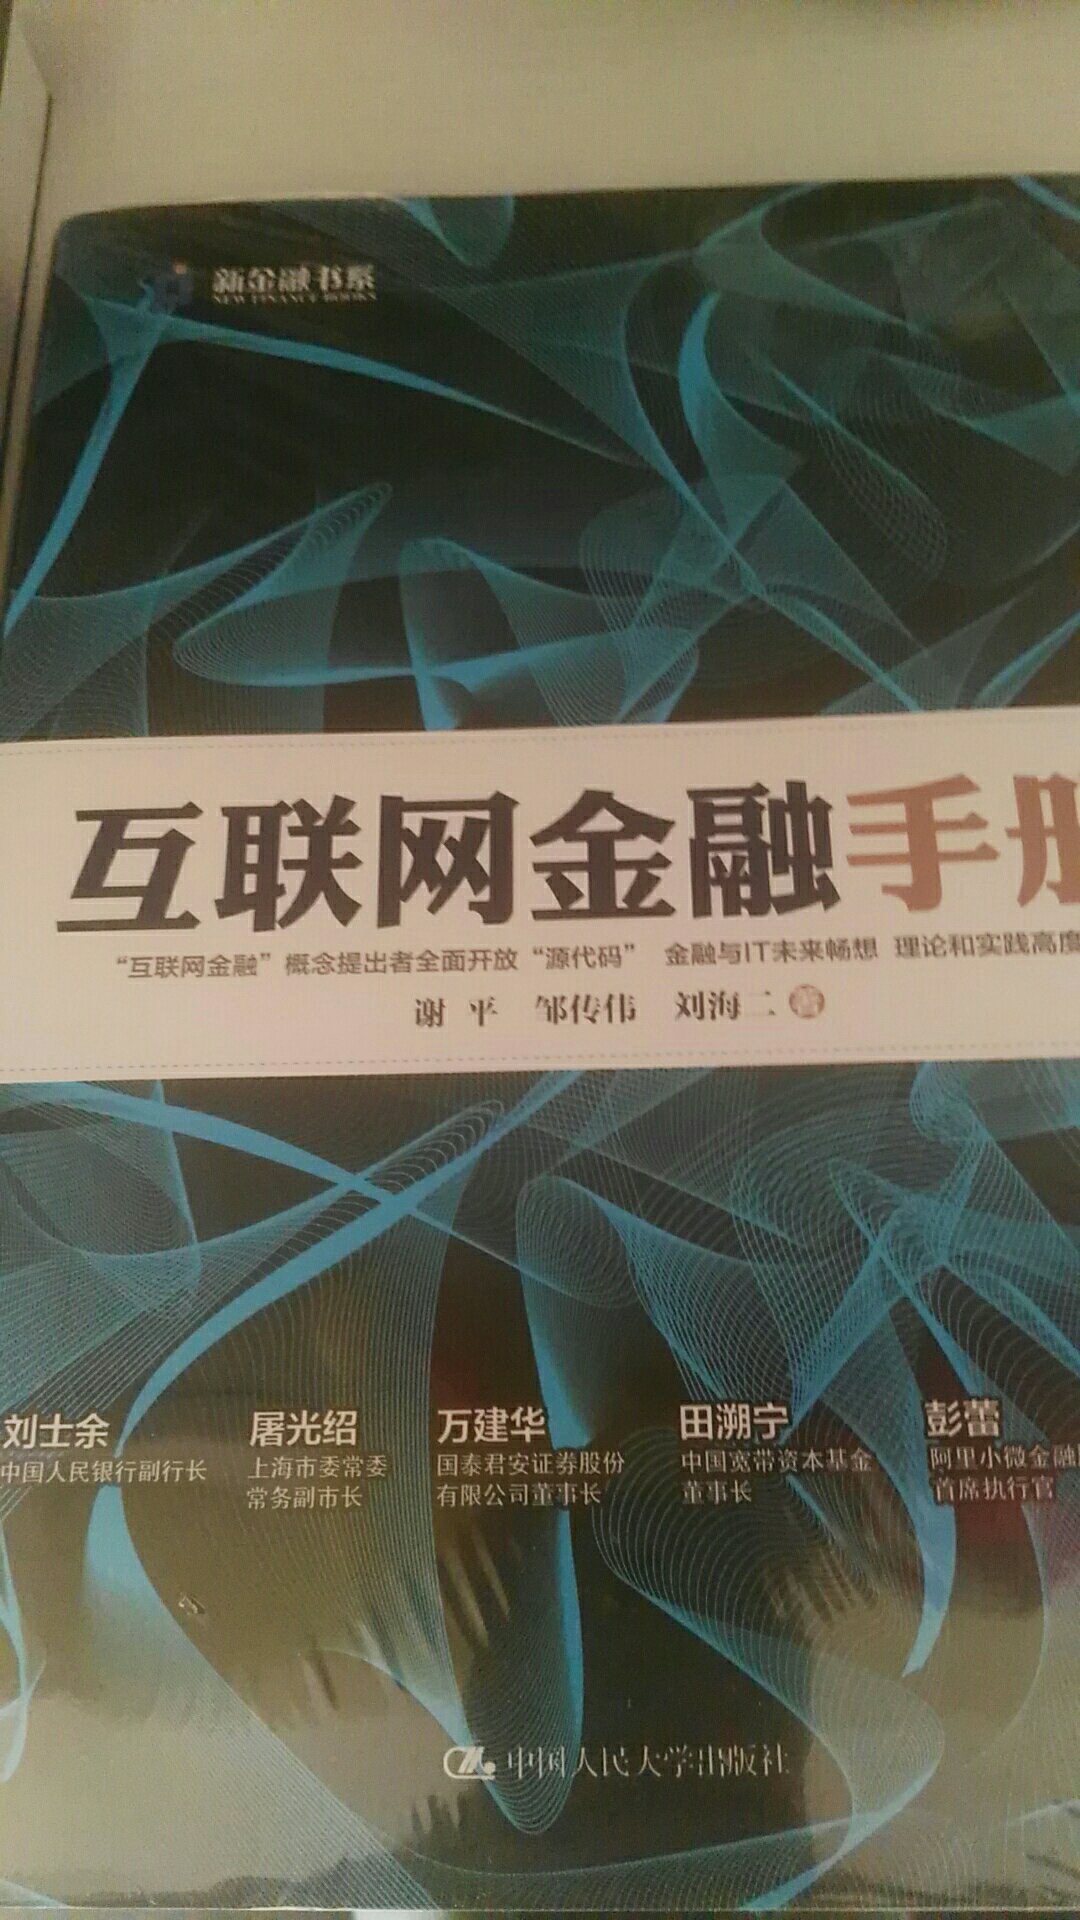 新金融书系
NEW FINANCE BOOKS
互联网金融手册
“互联网金融”概念提出者全面开放“源代码” 金融与IT未来畅想 理论和实践高度
谢 平 邹传伟 刘海二 著
刘士余
中国人民银行副行长
屠光绍
上海市委常委
常务副市长
万建华
国泰君安证券股份
有限公司董事长
田溯宁
中国宽带资本基金
董事长
彭蕾
阿里小微金融
首席执行官
中国人民大学出版社